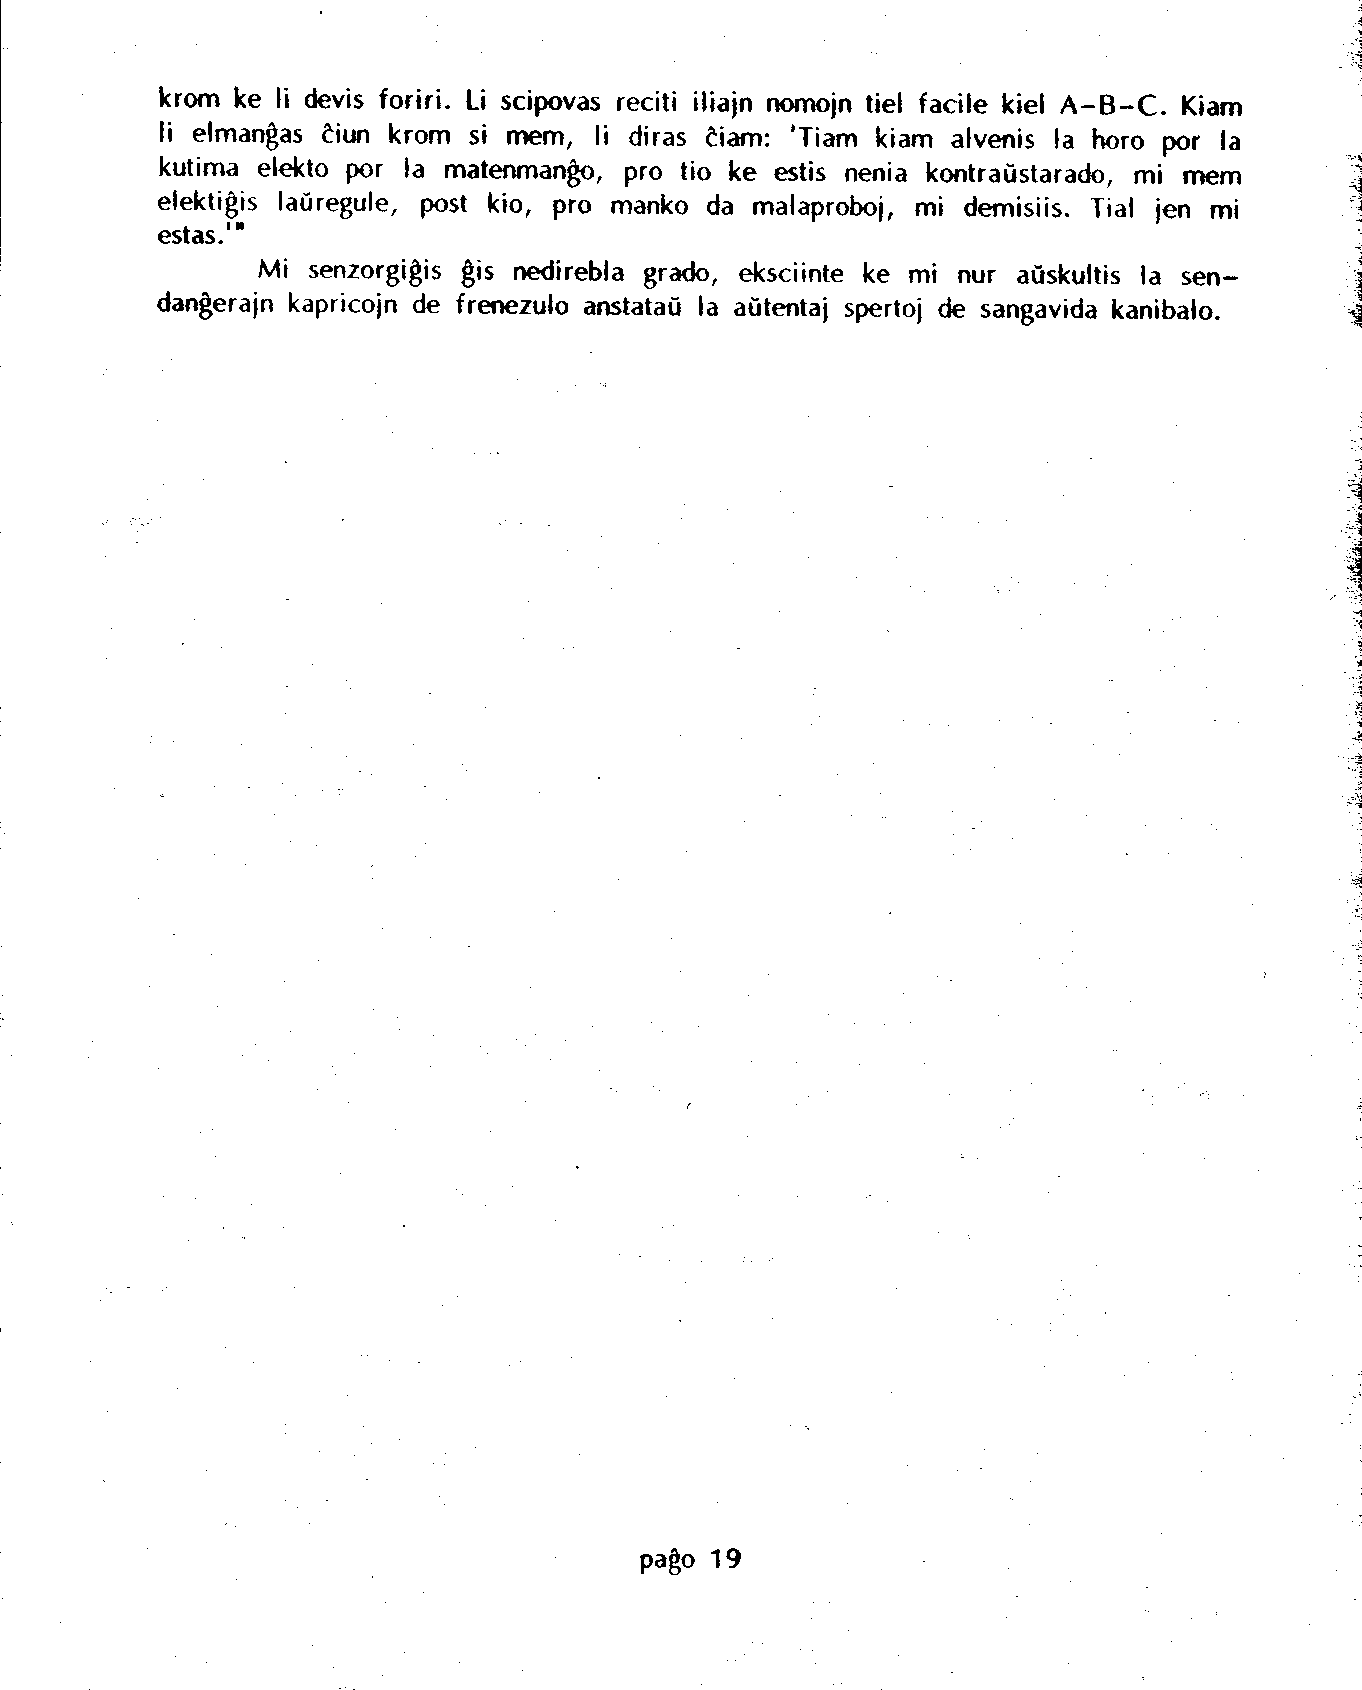 krom ke li devis foriri. Li scipovas reciti iliajn nomojn tiel facile kiel A-B-C. Kiam
li elmanĝas ĉiun krom si mem, li diras ĉiam: 'Tiam kiam alvenis la horo por la
kutima elekto por la matenmanĝo, pro tio ke estis nenia kontraŭstarado, mi mem
elektiĝis laŭregule, post kio, pro manko da malaproboj, mi demisiis. Tial jen mi
estas.'"
Mi senzorgiĝis ĝis nedirebla grado, eksciinte ke mi nur aŭskultis la sen-
danĝerajn kapricojn de frenezulo anstataŭ la aŭtentaj spertoj de sangavida kanibalo.
paĝo 19